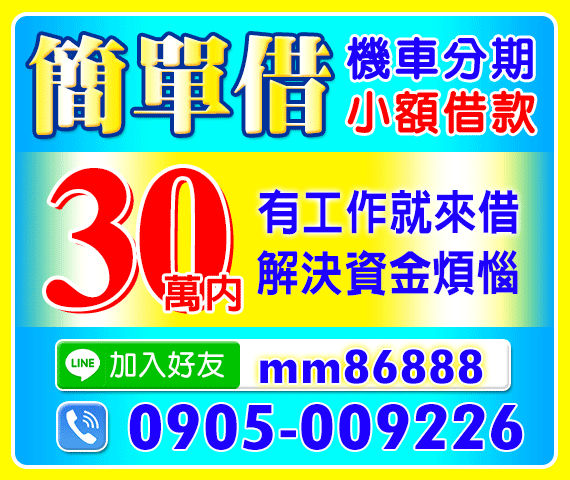 簡單借
機車分期
小額借款
30萬內
有工作就來借
解決資金煩惱
LINE 加入好友 mm86888
0905-009226